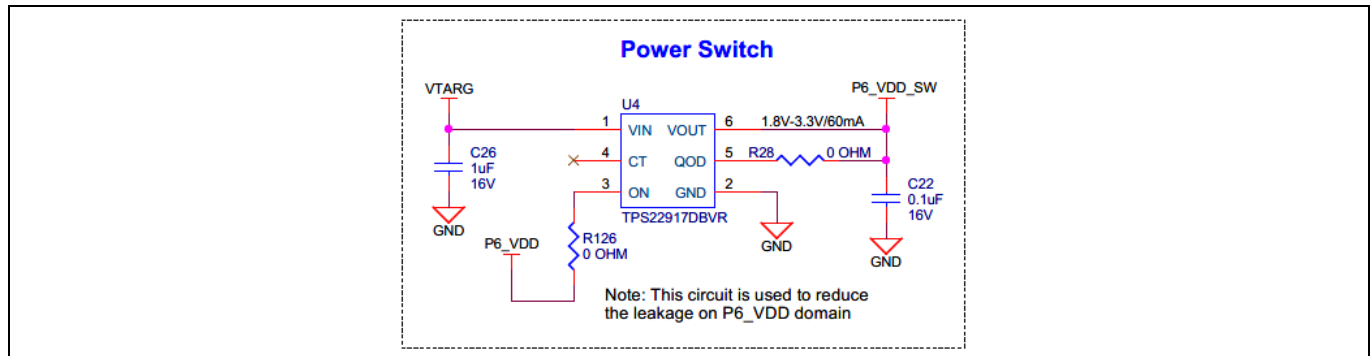 Power Switch
VTARG
P6_VDD_SW
U4
1 VIN VOUT 6 1.8V-3.3V/60mA
4 CT QOD 5 R28 0 OHM
3 ON GND 2
TPS22917DBVR
C26
1uF
16V
GND
C22
0.1uF
16V
GND
GND
P6_VDD
R126
0 OHM
Note: This circuit is used to reduce
the leakage on P6_VDD domain